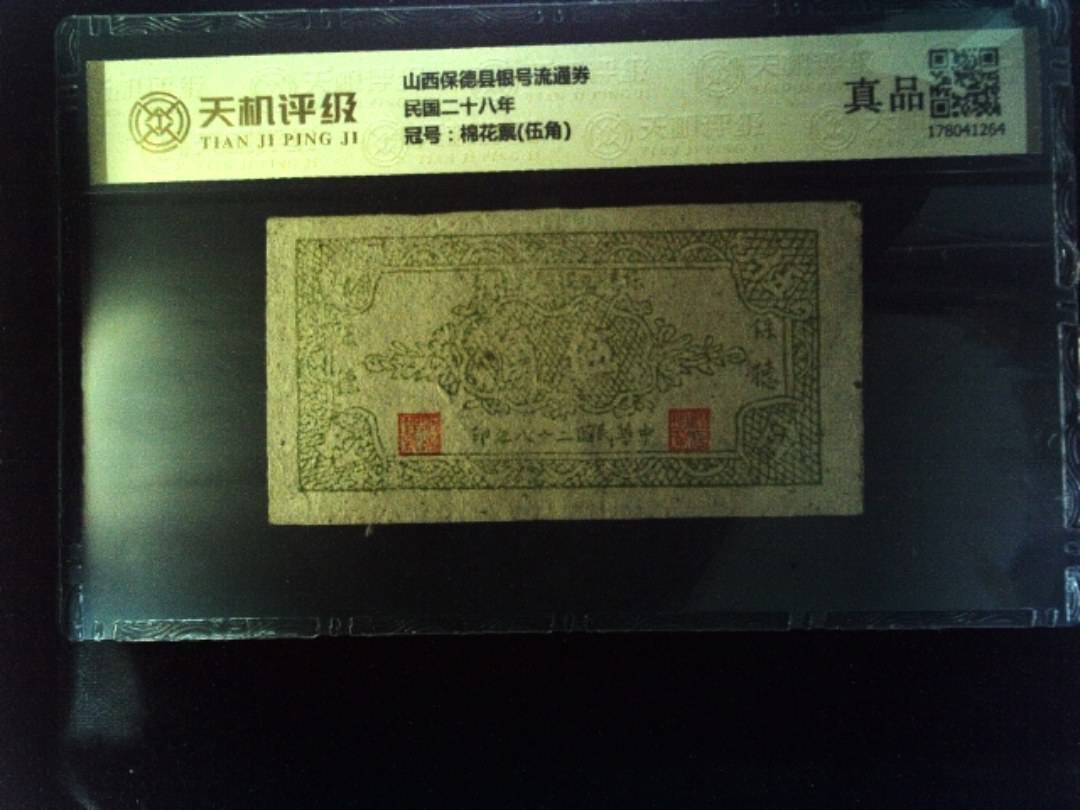 天机评级
TIAN JI PING JI
山西保德县银号流通券
民国二十八年
冠号：棉花票(伍角)
真品
178041264
保德
印年八十二國民華中